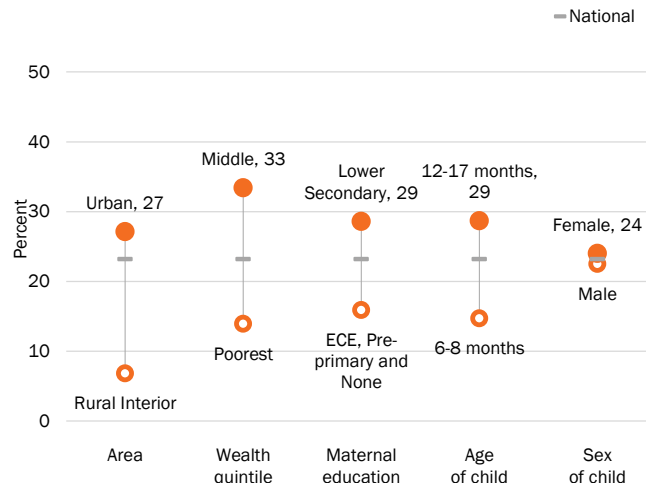 National
Percent
50
40
30
20
10
0
Urban, 27
Rural Interior
Middle, 33
Poorest
Lower
Secondary, 29
ECE, Pre-
primary and
None
12-17 months,
29
6-8 months
Female, 24
Male
Area
Wealth
quintile
Maternal
education
Age
of child
Sex
of child